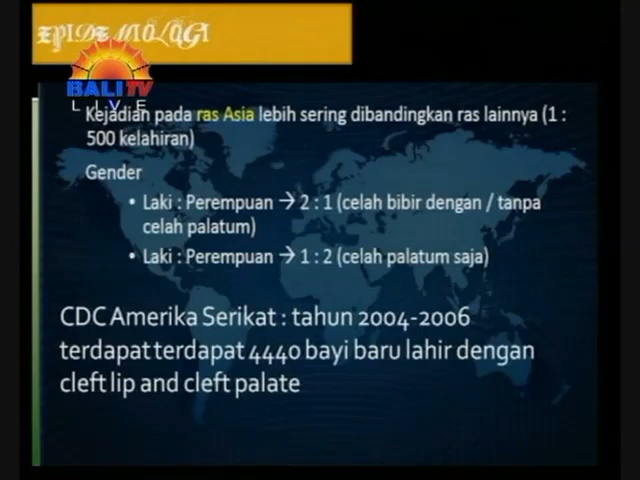 EPIDEMIOLOGI
BALI TV
LIVE
Kejadian pada ras Asia lebih sering dibandingkan ras lainnya (1 :
500 kelahiran)
Gender
• Laki : Perempuan → 2 : 1 (celah bibir dengan / tanpa
celah palatum)
• Laki : Perempuan → 1 : 2 (celah palatum saja)
CDC Amerika Serikat : tahun 2004-2006
terdapat terdapat 4440 bayi baru lahir dengan
cleft lip and cleft palate